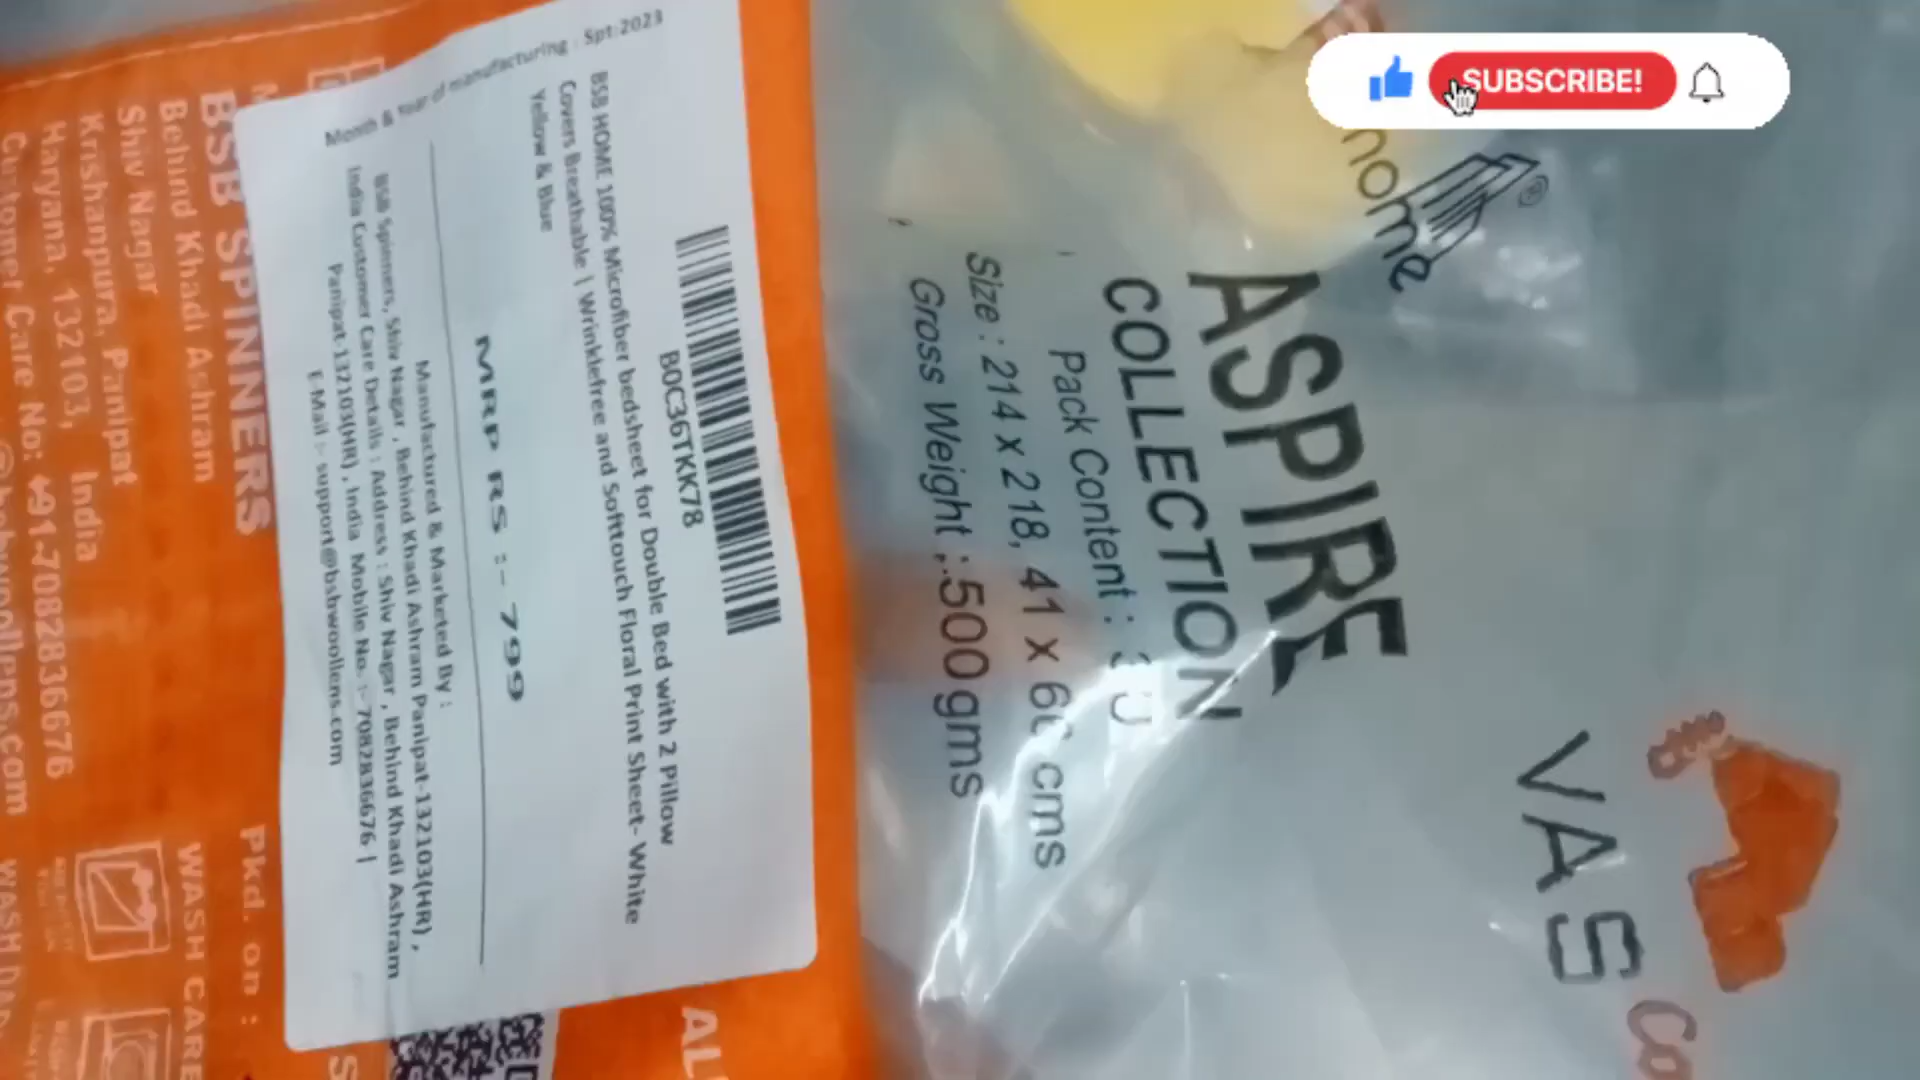 SUBSCRIBE!
home
ASPIRE
COLLECTION
Pack Content :
Size : 214 x 218, 41 x cms
Gross Weight : 500 gms
VAS
B0C36TKK78
BSB HOME 100% Microfiber bedsheet for Double Bed with 2 Pillow
Covers Breathable | Wrinklefree and Softtouch Floral Print Sheet- White
Yellow & Blue
MRP RS :- 799
Manufactured & Marketed By :
BSB Spinners, Shiv Nagar , Behind Khadi Ashram Panipat-132103(HR) ,
India Customer Care Details : Address : Shiv Nagar , Behind Khadi Ashram
Panipat 132103(HR) , India Mobile No. :- 7082836676 |
E-Mail :- support@bsbwoollens.com
Month & Year of manufacturing : Spt:2023
BSB SPINNERS
Behind Khadi Ashram
Shiv Nagar
Krishanpura, Panipat
Haryana, 132103, India
Customer Care No: +91-7082836676
Pkd. on :
WASH CARE